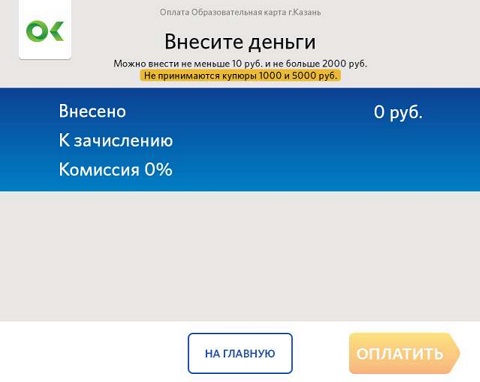 Оплата Образовательная карта г.Казань
ОК
Внесите деньги
Можно внести не меньше 10 руб. и не больше 2000 руб.
Не принимаются купюры 1000 и 5000 руб.
Внесено 0 руб.
К зачислению
Комиссия 0%
НА ГЛАВНУЮ ОПЛАТИТЬ